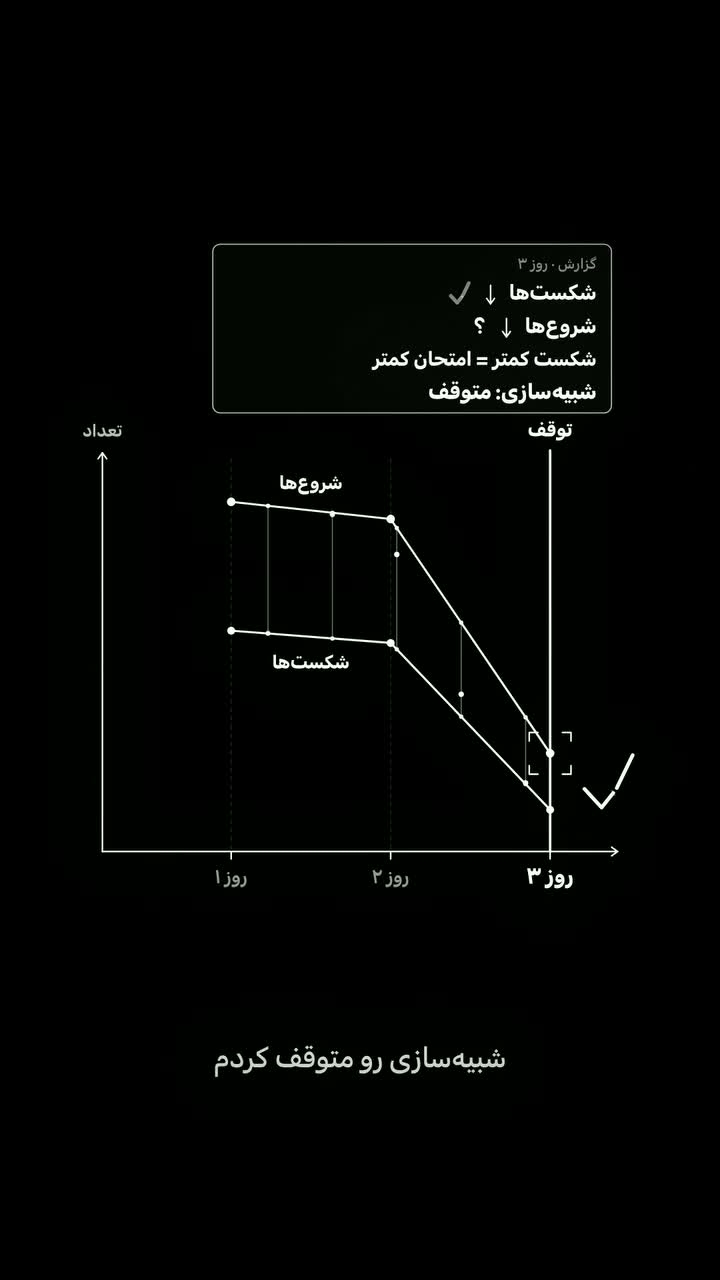 گزارش · روز ۳
شکست‌ها ↓ ✓
شروع‌ها ↓ ؟
شکست کمتر = امتحان کمتر
شبیه‌سازی: متوقف
توقف
تعداد
شروع‌ها
شکست‌ها
روز ۱
روز ۲
روز ۳
شبیه‌سازی رو متوقف کردم